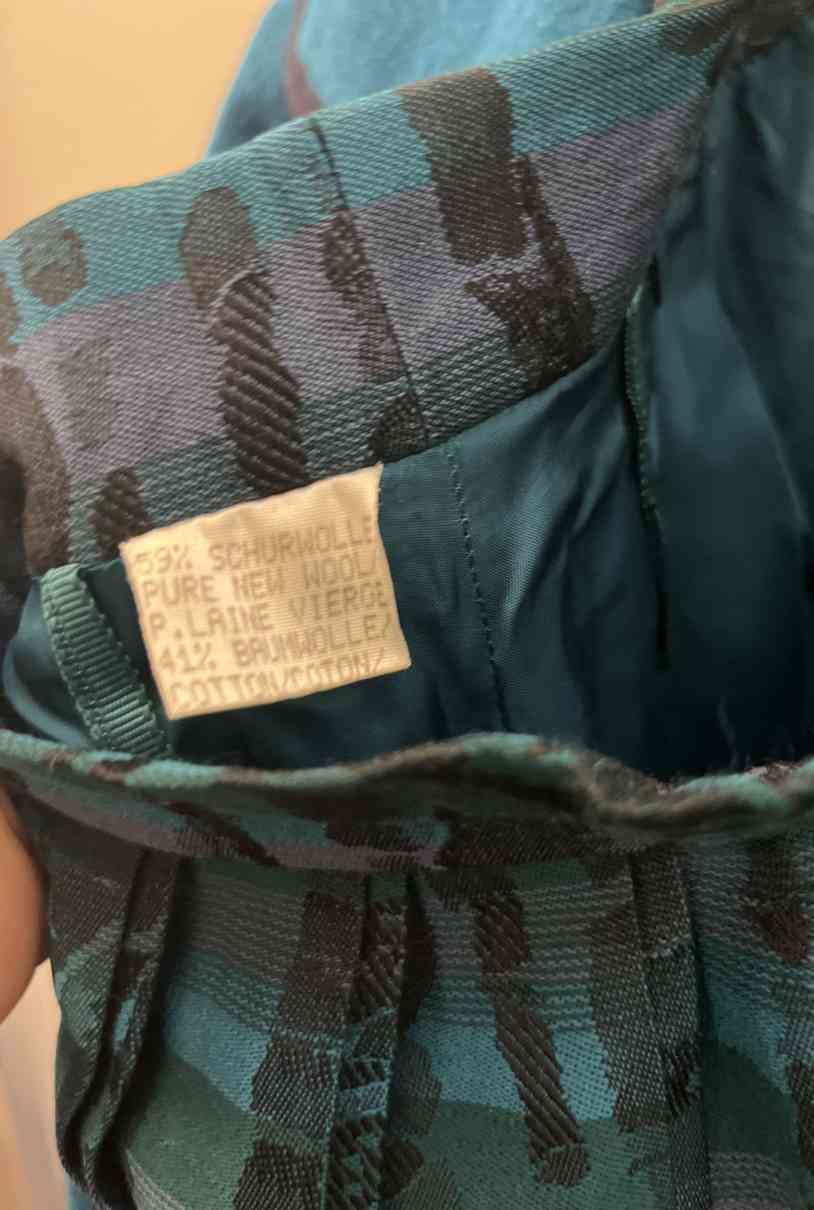 59% SCHURWOLLE
PURE NEW WOOL/
P.LAINE VIERGE
41% BAUMWOLLE/
COTTON/COTON/